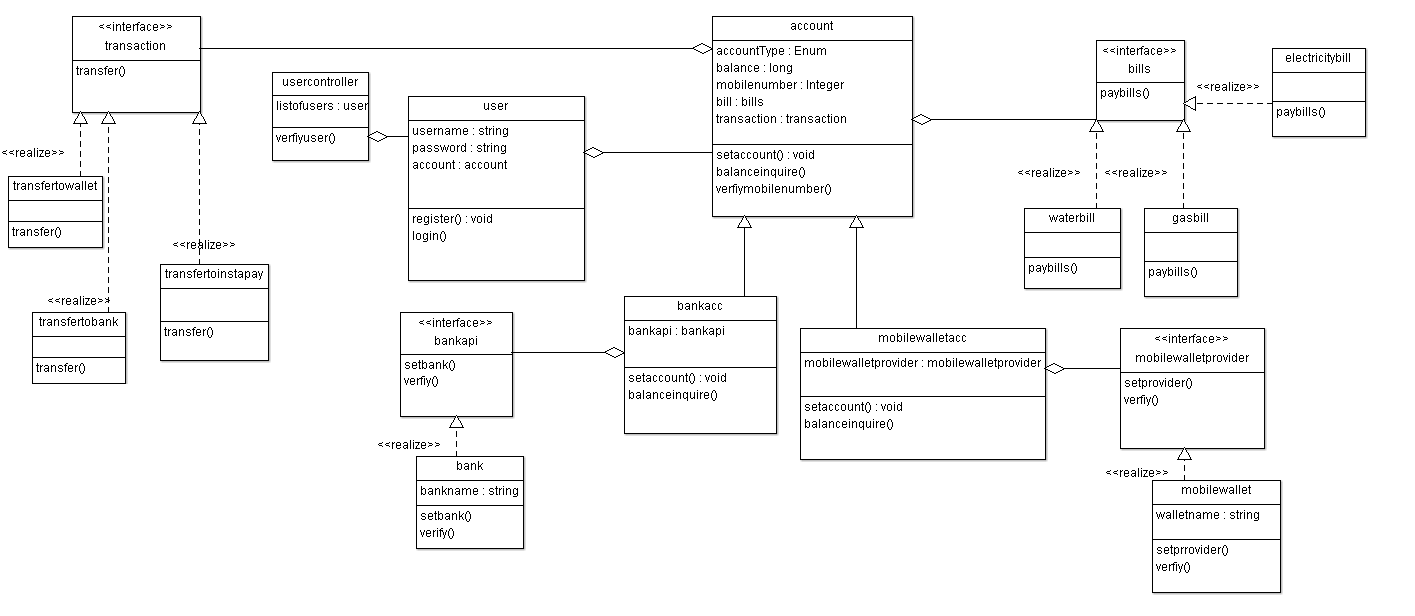 <<interface>>
transaction
transfer()
<<realize>>
transfertowallet
transfer()
<<realize>>
transfertobank
transfer()
<<realize>>
transfertoinstapay
transfer()
usercontroller
listofusers : user
verfiyuser()
user
username : string
password : string
account : account
register() : void
login()
account
accountType : Enum
balance : long
mobilenumber : Integer
bill : bills
transaction : transaction
setaccount() : void
balanceinquire()
verfiymobilenumber()
<<interface>>
bills
paybills()
<<realize>>
electricitybill
paybills()
<<realize>>
<<realize>>
waterbill
paybills()
gasbill
paybills()
<<interface>>
bankapi
setbank()
verfiy()
<<realize>>
bank
bankname : string
setbank()
verify()
bankacc
bankapi : bankapi
setaccount() : void
balanceinquire()
mobilewalletacc
mobilewalletprovider : mobilewalletprovider
setaccount() : void
balanceinquire()
<<interface>>
mobilewalletprovider
setprovider()
verfiy()
<<realize>>
mobilewallet
walletname : string
setprrovider()
verfiy()